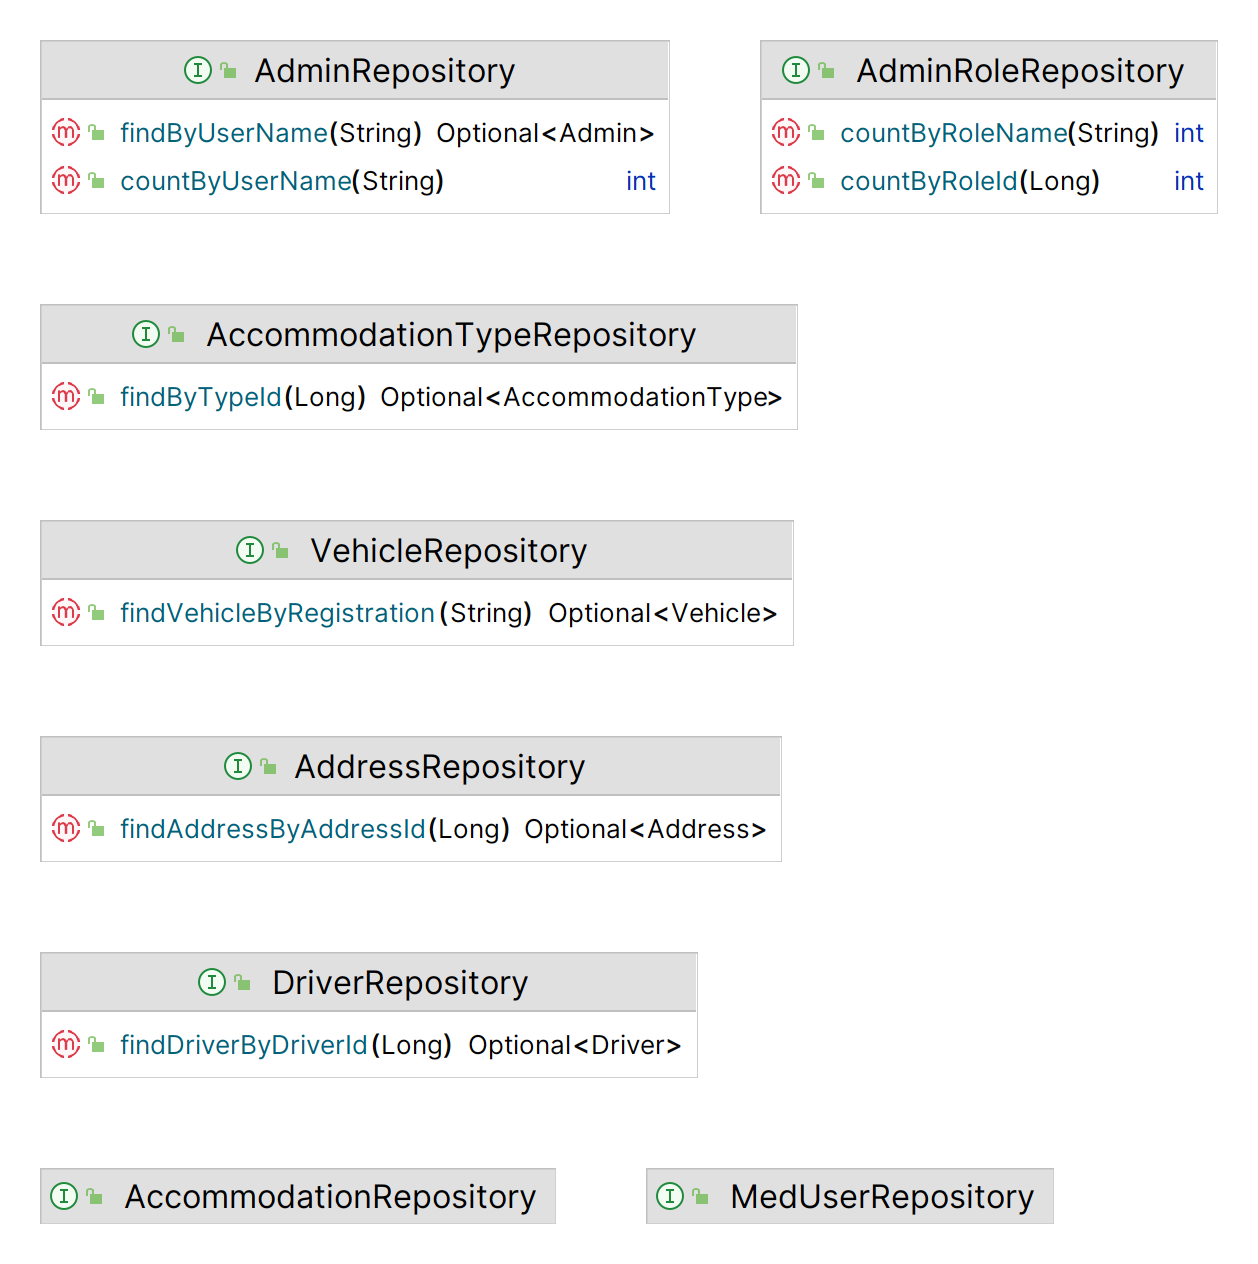 AdminRepository
findByUserName(String) Optional<Admin>
countByUserName(String) int
AdminRoleRepository
countByRoleName(String) int
countByRoleId(Long) int
AccommodationTypeRepository
findByTypeId(Long) Optional<AccommodationType>
VehicleRepository
findVehicleByRegistration(String) Optional<Vehicle>
AddressRepository
findAddressByAddressId(Long) Optional<Address>
DriverRepository
findDriverByDriverId(Long) Optional<Driver>
AccommodationRepository
MedUserRepository